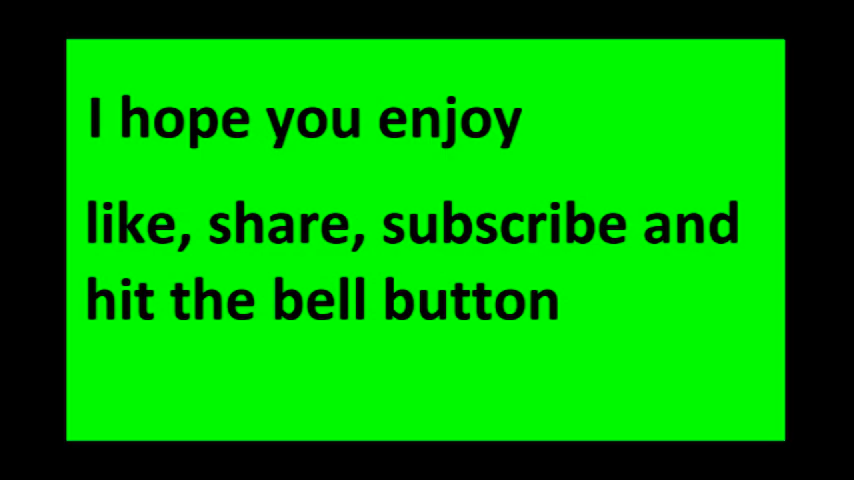 I hope you enjoy
like, share, subscribe and
hit the bell button